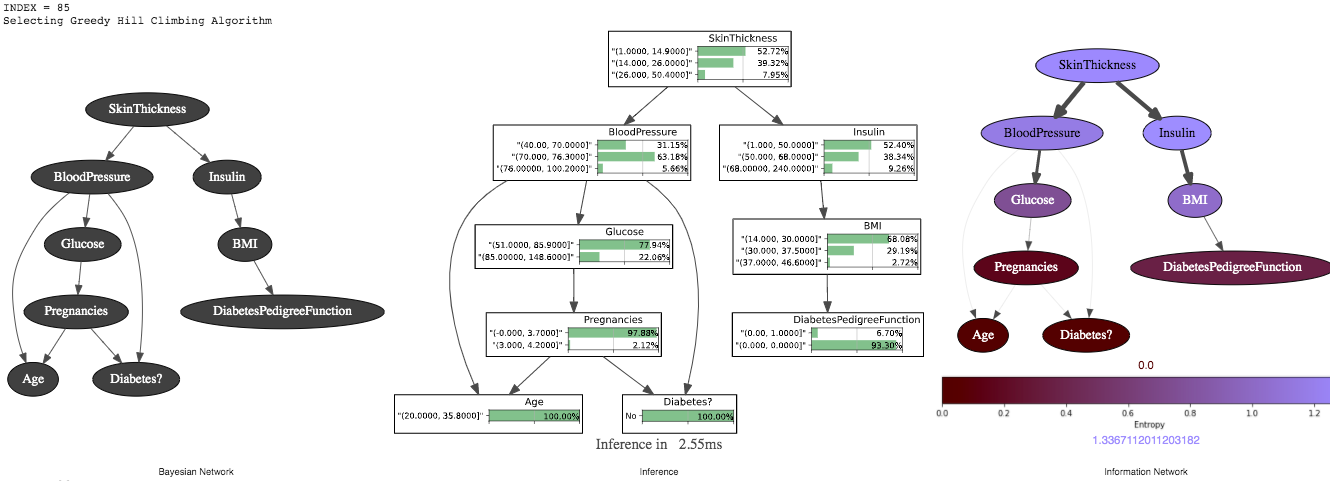 INDEX = 85
Selecting Greedy Hill Climbing Algorithm
SkinThickness
BloodPressure
Insulin
Glucose
BMI
Pregnancies
DiabetesPedigreeFunction
Age
Diabetes?
Bayesian Network
SkinThickness
"(1.0000, 14.9000]" 52.72%
"(14.000, 26.0000]" 39.32%
"(26.000, 50.4000]" 7.95%
BloodPressure
"(40.00, 70.0000]" 31.15%
"(70.000, 76.3000]" 63.18%
"(76.00000, 100.2000]" 5.66%
Insulin
"(1.000, 50.0000]" 52.40%
"(50.000, 68.0000]" 38.34%
"(68.00000, 240.0000]" 9.26%
Glucose
"(51.0000, 85.9000]" 77.94%
"(85.00000, 148.6000]" 22.06%
BMI
"(14.000, 30.0000]" 68.08%
"(30.000, 37.5000]" 29.19%
"(37.0000, 46.6000]" 2.72%
Pregnancies
"(-0.000, 3.7000]" 97.88%
"(3.000, 4.2000]" 2.12%
DiabetesPedigreeFunction
"(0.00, 1.0000]" 6.70%
"(0.000, 0.0000]" 93.30%
Age
"(20.0000, 35.8000]" 100.00%
Diabetes?
No 100.00%
Inference in 2.55ms
Inference
SkinThickness
BloodPressure
Insulin
Glucose
BMI
Pregnancies
DiabetesPedigreeFunction
Age
Diabetes?
0.0
0.0 0.2 0.4 0.6 0.8 1.0 1.2
Entropy
1.3367112011203182
Information Network